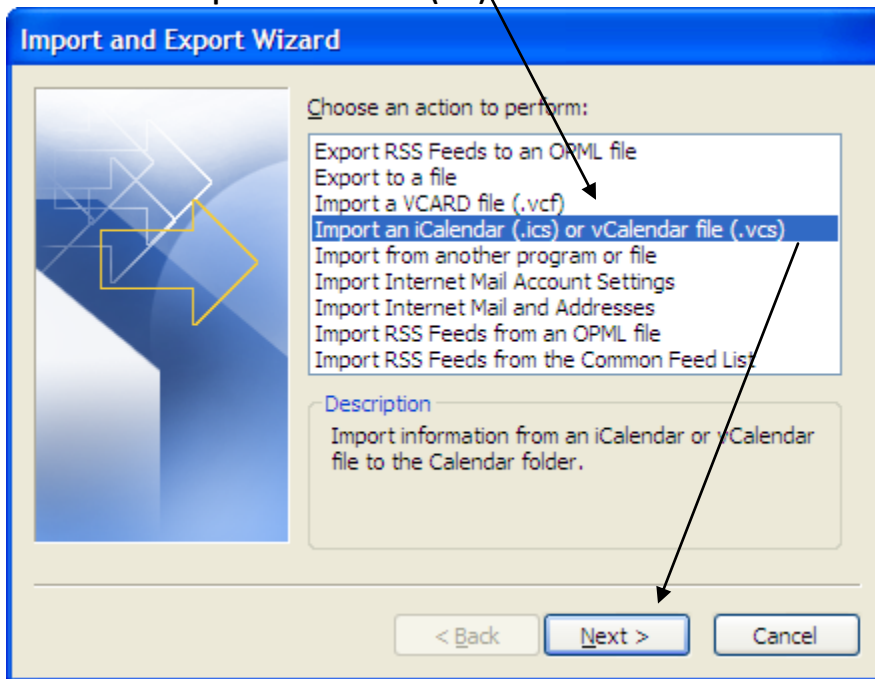 Import and Export Wizard
Choose an action to perform:
Export RSS Feeds to an OPML file
Export to a file
Import a VCARD file (.vcf)
Import an iCalendar (.ics) or vCalendar file (.vcs)
Import from another program or file
Import Internet Mail Account Settings
Import Internet Mail and Addresses
Import RSS Feeds from an OPML file
Import RSS Feeds from the Common Feed List
Description
Import information from an iCalendar or vCalendar
file to the Calendar folder.
< Back Next > Cancel